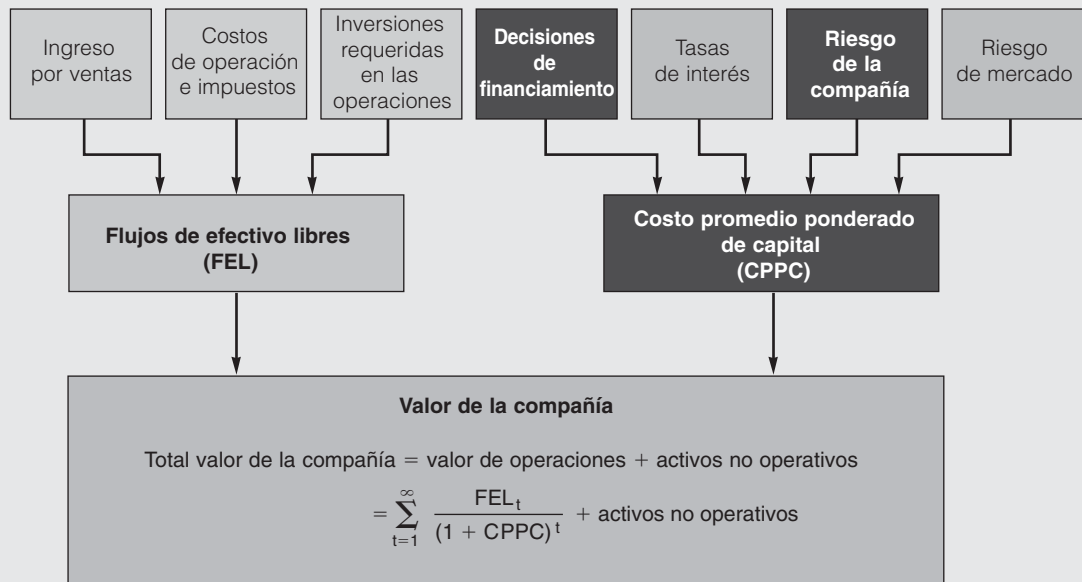 Ingreso
por ventas
Costos
de operación
e impuestos
Inversiones
requeridas
en las
operaciones
Decisiones
de
financiamiento
Tasas
de interés
Riesgo
de la
compañía
Riesgo
de mercado
Flujos de efectivo libres
(FEL)
Costo promedio ponderado
de capital
(CPPC)
Valor de la compañía
Total valor de la compañía = valor de operaciones + activos no operativos
= ∑_{t=1}^{∞} FEL_t / (1 + CPPC)^t + activos no operativos